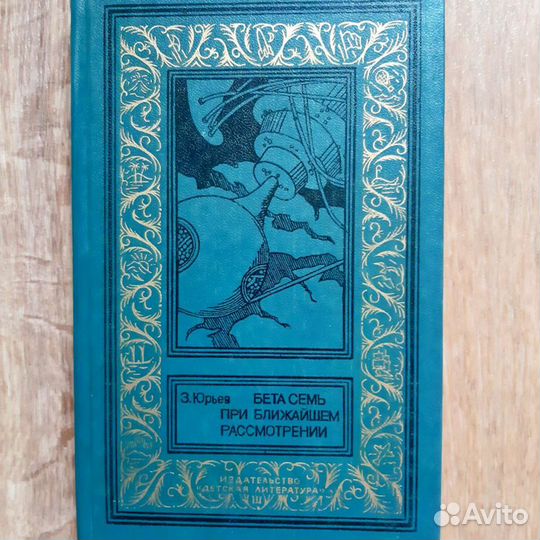 З. Юрьев БЕТА СЕМЬ
ПРИ БЛИЖАЙШЕМ
РАССМОТРЕНИИ
ИЗДАТЕЛЬСТВО
«ДЕТСКАЯ ЛИТЕРАТУРА»
Avito